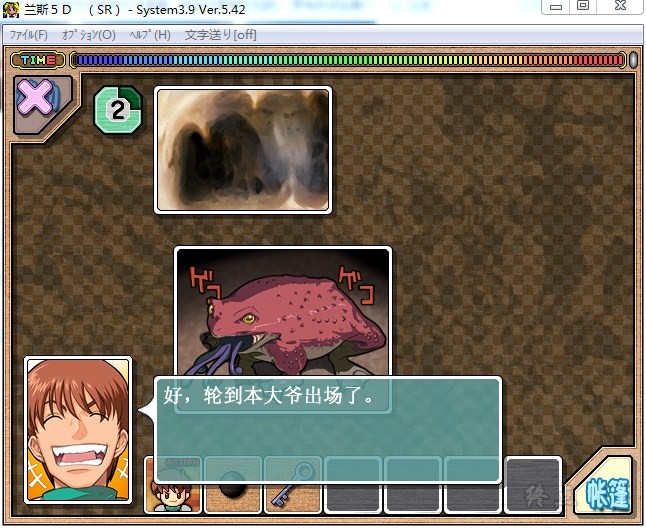 兰斯５Ｄ （ＳＲ）- System3.9 Ver.5.42
ﾌｧｲﾙ(F) ｵﾌﾟｼｮﾝ(O) ﾍﾙﾌﾟ(H) 文字送り[off]
TIME
2
ゲコ ゲコ
好，轮到本大爷出场了。
ACTION
帐篷